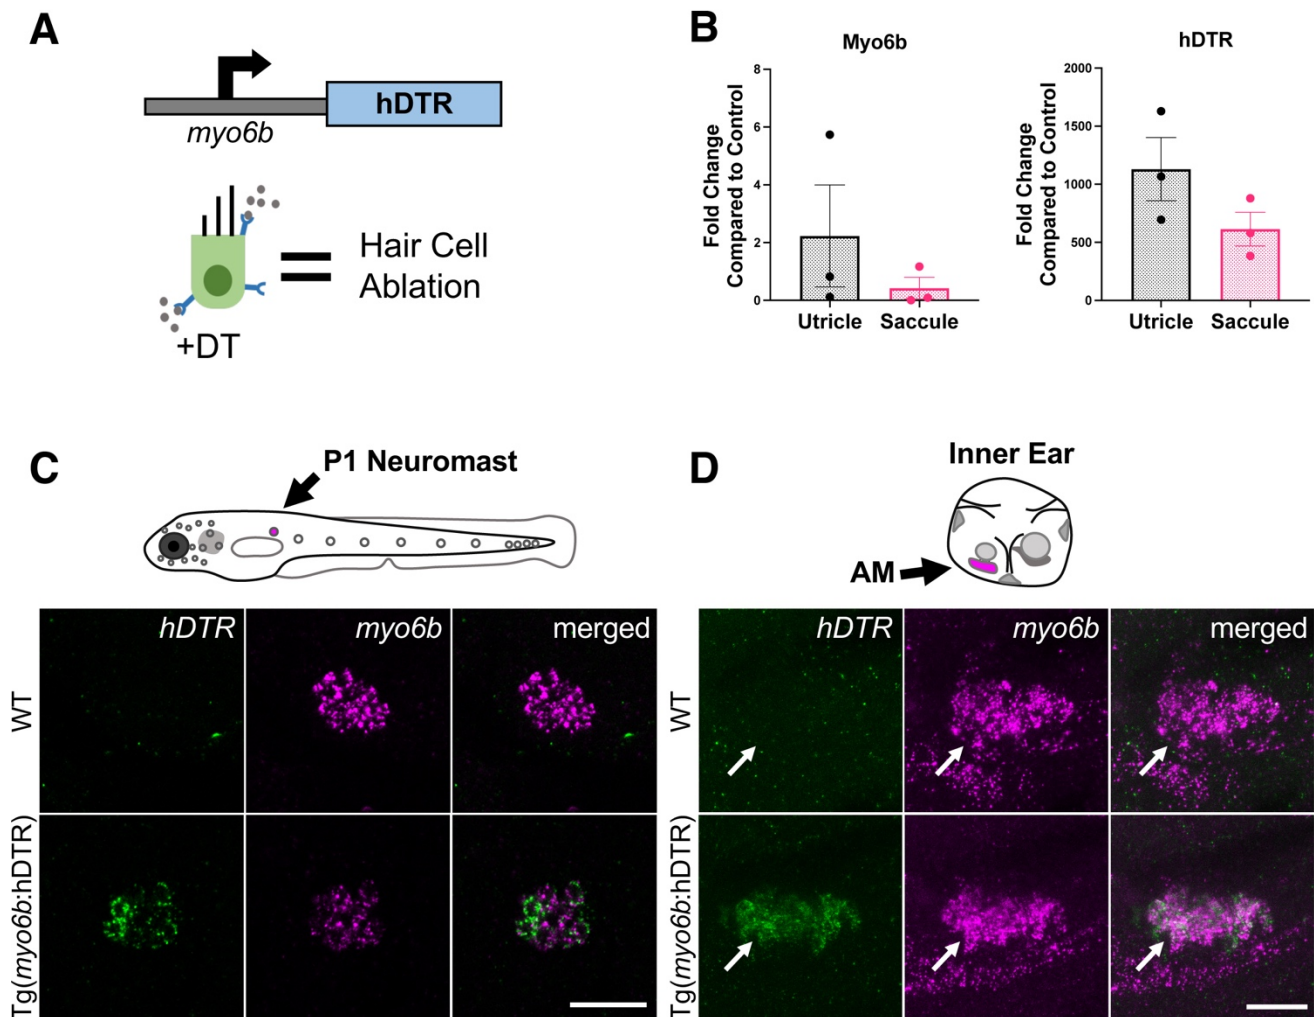 A
hDTR
myo6b
Hair Cell
Ablation
+DT
B
Myo6b
Fold Change
Compared to Control
8
6
4
2
0
Utricle Saccule
hDTR
Fold Change
Compared to Control
2000
1500
1000
500
0
Utricle Saccule
C
P1 Neuromast
hDTR myo6b merged
WT
Tg(myo6b:hDTR)
D
Inner Ear
AM
hDTR myo6b merged
WT
Tg(myo6b:hDTR)